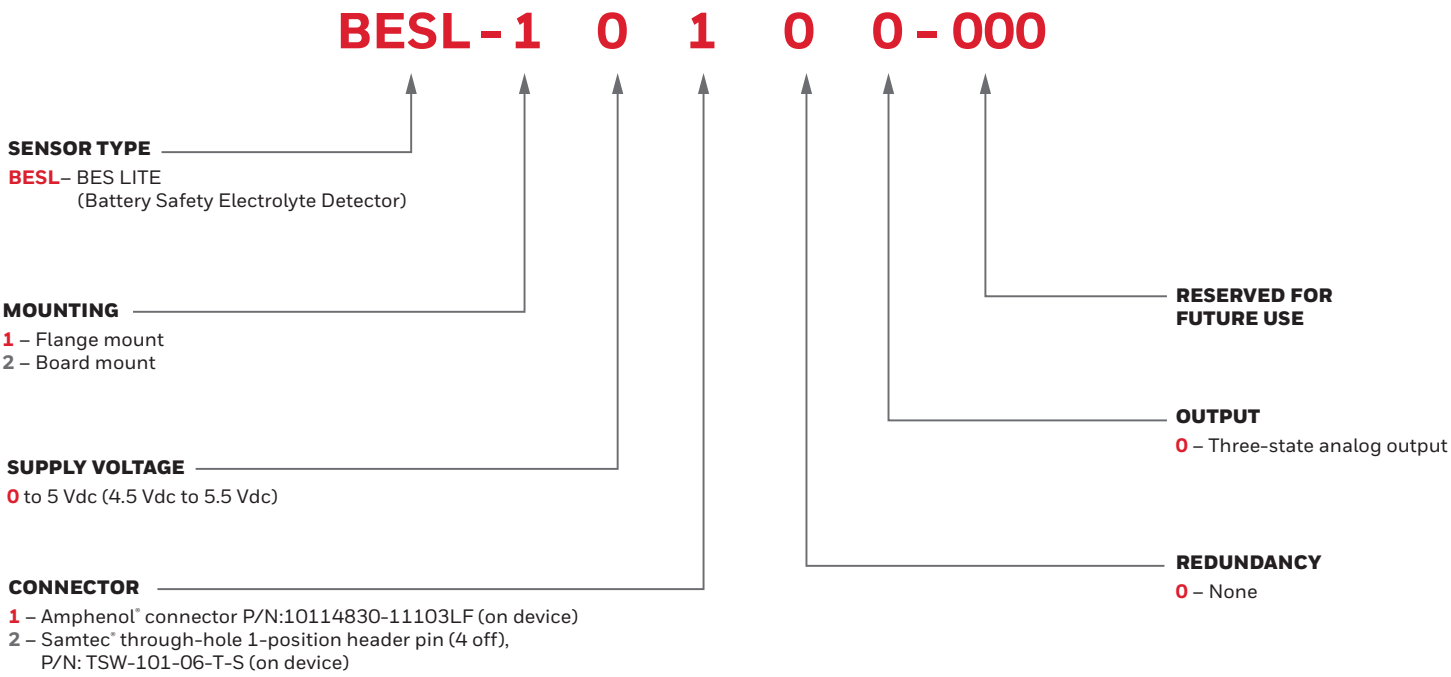 BESL – 1 0 1 0 0 – 000
SENSOR TYPE
BESL– BES LITE
(Battery Safety Electrolyte Detector)
MOUNTING
1 – Flange mount
2 – Board mount
SUPPLY VOLTAGE
0 to 5 Vdc (4.5 Vdc to 5.5 Vdc)
CONNECTOR
1 – Amphenol® connector P/N:10114830-11103LF (on device)
2 – Samtec® through-hole 1-position header pin (4 off),
P/N: TSW-101-06-T-S (on device)
RESERVED FOR
FUTURE USE
OUTPUT
0 – Three-state analog output
REDUNDANCY
0 – None